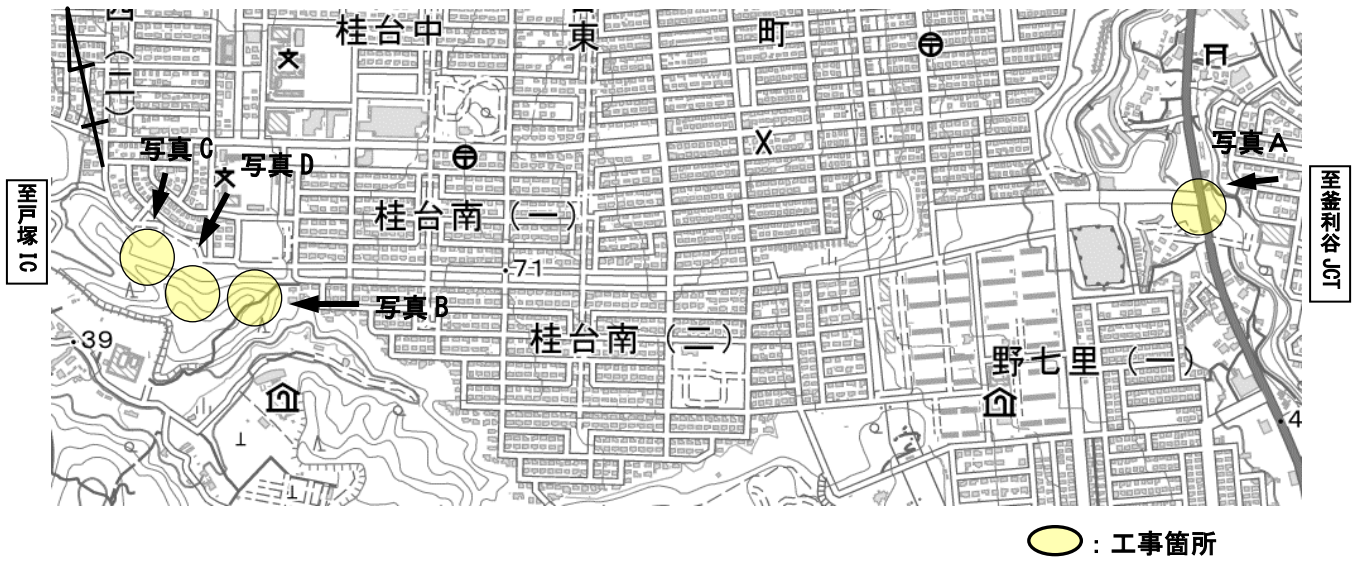 西（二）
桂台中
東
町
写真A
写真C
写真D
至戸塚IC
桂台南（一）
至釜利谷JCT
・71
写真B
・39
桂台南（二）
野七里（一）
・4
：工事箇所